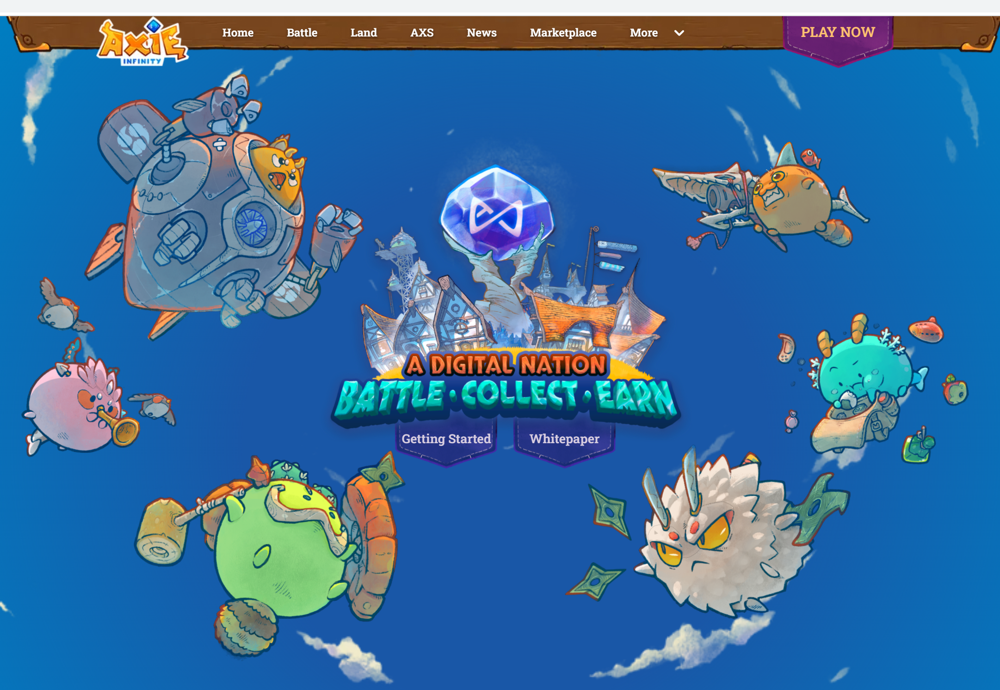 AXIE
INFINITY
Home
Battle
Land
AXS
News
Marketplace
More
PLAY NOW
A DIGITAL NATION
BATTLE · COLLECT · EARN
Getting Started
Whitepaper